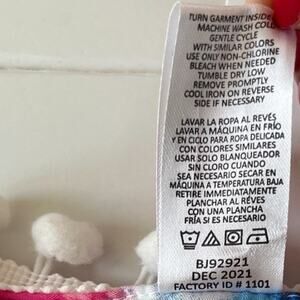 TURN GARMENT INSIDE
MACHINE WASH COLD
GENTLE CYCLE
WITH SIMILAR COLORS
USE ONLY NON-CHLORINE
BLEACH WHEN NEEDED
TUMBLE DRY LOW
REMOVE PROMPTLY
COOL IRON ON REVERSE
SIDE IF NECESSARY
LAVAR LA ROPA AL REVÉS
LAVAR A MÁQUINA EN FRÍO
Y EN CICLO PARA ROPA DELICADA
CON COLORES SIMILARES
USAR SOLO BLANQUEADOR
SIN CLORO CUANDO
SEA NECESARIO SECAR EN
MÁQUINA A TEMPERATURA BAJA
RETIRE IMMEDIATAMENTE
PLANCHAR AL REVÉS
CON UNA PLANCHA
FRÍA SI ES NECESARIO
BJ92921
DEC 2021
FACTORY ID # 1101